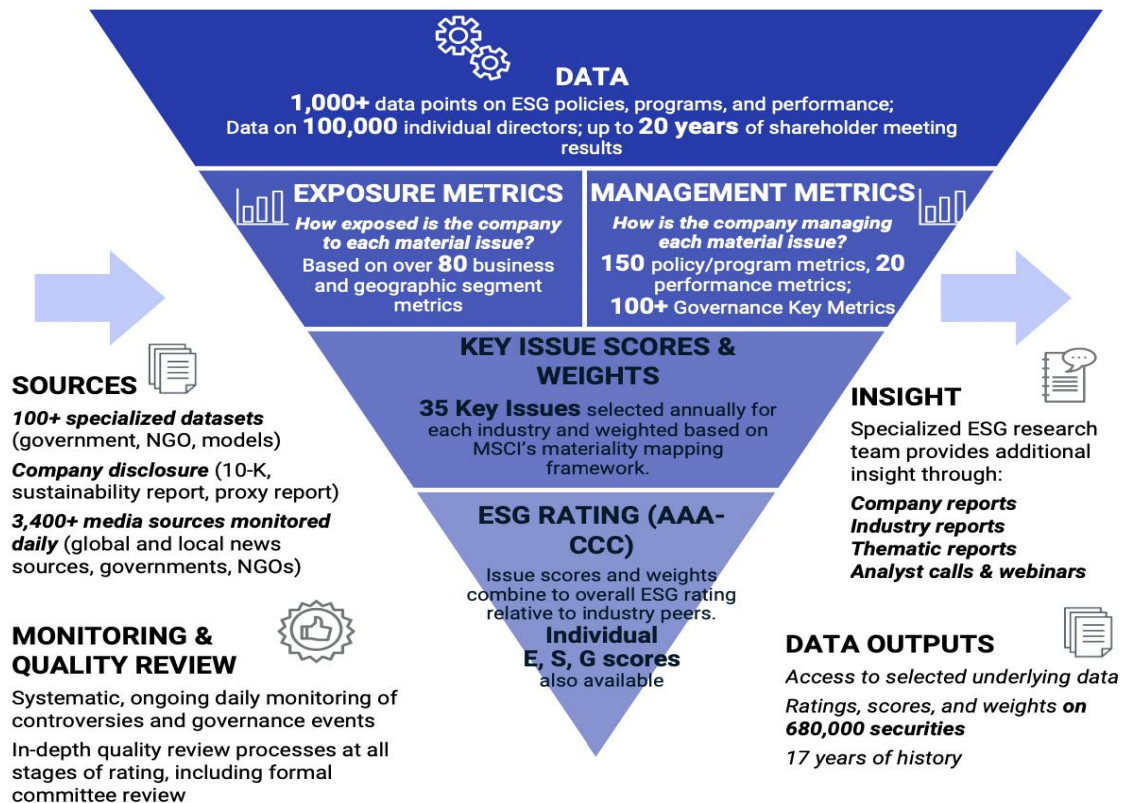 DATA
1,000+ data points on ESG policies, programs, and performance;
Data on 100,000 individual directors; up to 20 years of shareholder meeting
results
EXPOSURE METRICS
How exposed is the company
to each material issue?
Based on over 80 business
and geographic segment
metrics
MANAGEMENT METRICS
How is the company managing
each material issue?
150 policy/program metrics, 20
performance metrics;
100+ Governance Key Metrics
KEY ISSUE SCORES &
WEIGHTS
35 Key Issues selected annually for
each industry and weighted based on
MSCI's materiality mapping
framework.
ESG RATING (AAA-
CCC)
Issue scores and weights
combine to overall ESG rating
relative to industry peers.
Individual
E, S, G scores
also available
SOURCES
100+ specialized datasets
(government, NGO, models)
Company disclosure (10-K,
sustainability report, proxy report)
3,400+ media sources monitored
daily (global and local news
sources, governments, NGOs)
MONITORING &
QUALITY REVIEW
Systematic, ongoing daily monitoring of
controversies and governance events
In-depth quality review processes at all
stages of rating, including formal
committee review
INSIGHT
Specialized ESG research
team provides additional
insight through:
Company reports
Industry reports
Thematic reports
Analyst calls & webinars
DATA OUTPUTS
Access to selected underlying data
Ratings, scores, and weights on
680,000 securities
17 years of history